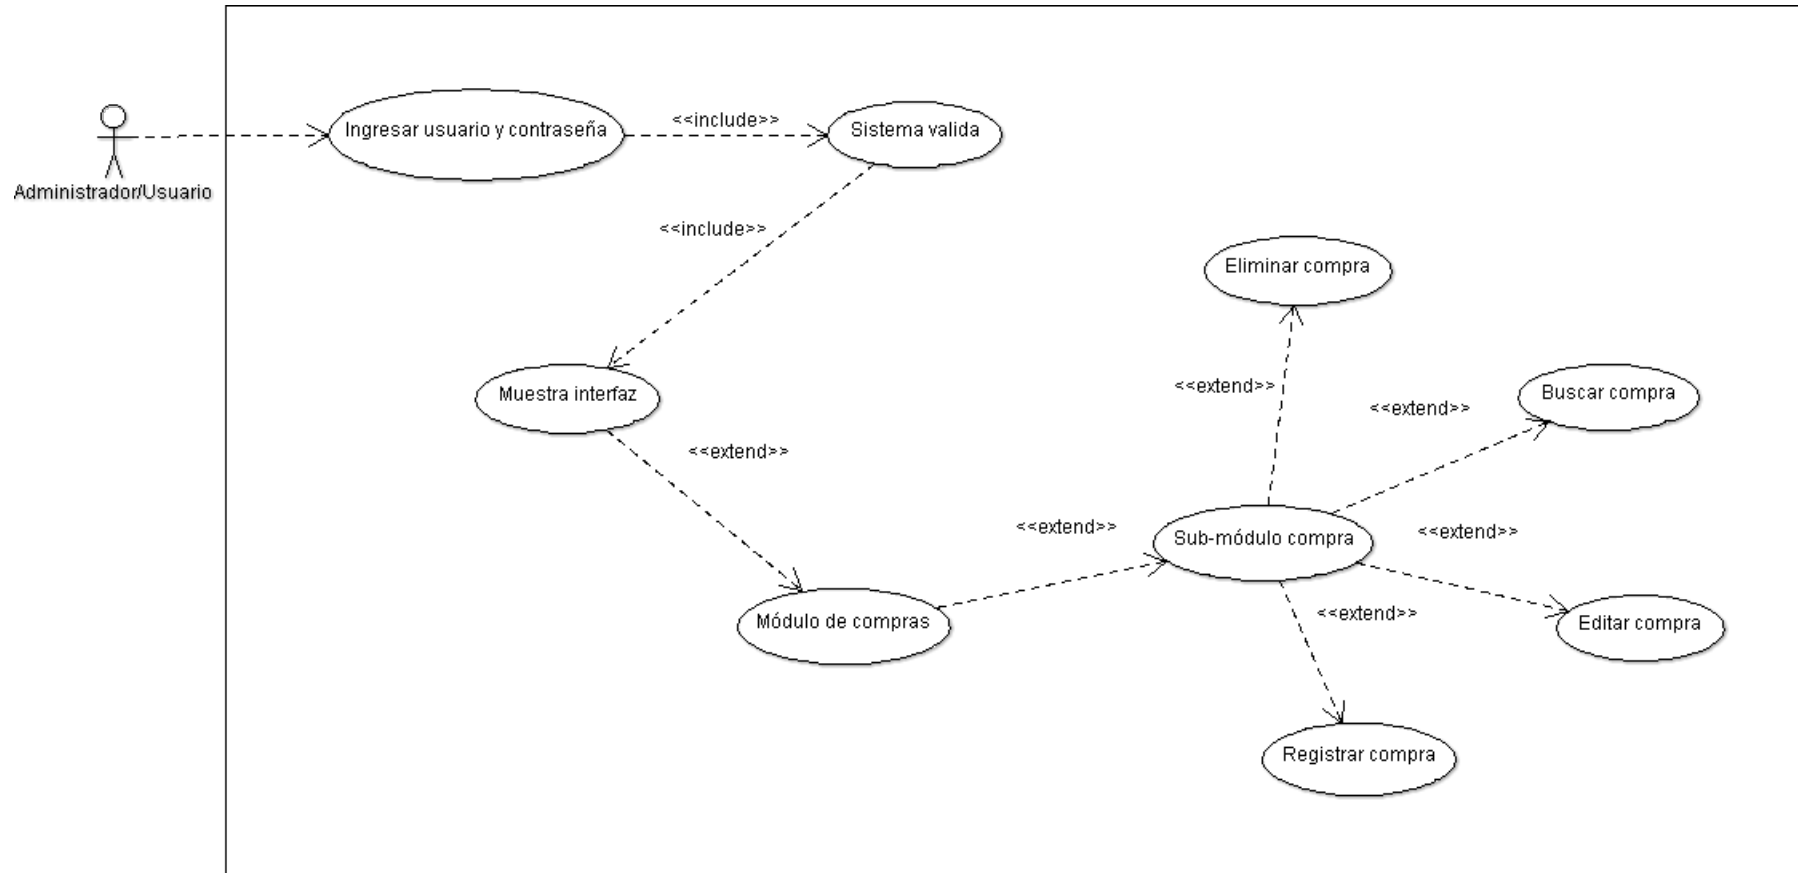 Ingresar usuario y contraseña
<<include>>
Sistema valida
Administrador/Usuario
<<include>>
Eliminar compra
<<extend>>
Buscar compra
<<extend>>
Muestra interfaz
<<extend>>
<<extend>>
Sub-módulo compra
<<extend>>
Módulo de compras
<<extend>>
Editar compra
Registrar compra